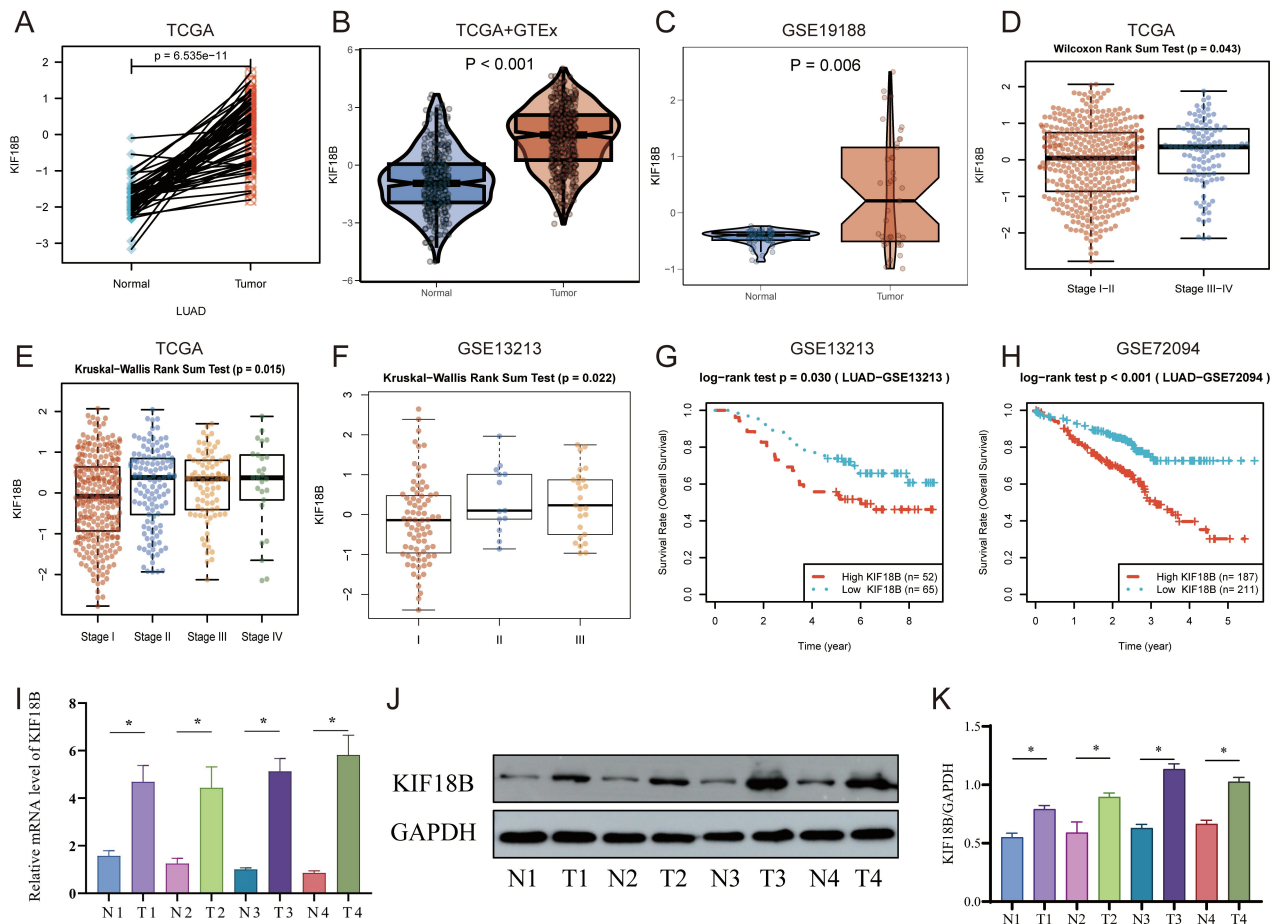 A
TCGA
p = 6.535e−11
KIF18B
1
0
−1
−2
−3
Normal
Tumor
LUAD
B
TCGA+GTEx
P < 0.001
KIF18B
6
3
0
−3
−6
Normal
Tumor
C
GSE19188
P = 0.006
KIF18B
2
1
0
−1
Normal
Tumor
D
TCGA
Wilcoxon Rank Sum Test (p = 0.043)
KIF18B
2
1
0
−1
−2
Stage I−II
Stage III−IV
E
TCGA
Kruskal−Wallis Rank Sum Test (p = 0.015)
KIF18B
2
1
0
−1
−2
Stage I
Stage II
Stage III
Stage IV
F
GSE13213
Kruskal−Wallis Rank Sum Test (p = 0.022)
KIF18B
3
2
1
0
−1
−2
I
II
III
G
GSE13213
log−rank test p = 0.030 ( LUAD−GSE13213 )
Survival Rate (Overall Survival)
1.0
0.8
0.6
0.4
0.2
0.0
High KIF18B (n= 52)
Low KIF18B (n= 65)
0
2
4
6
8
Time (year)
H
GSE72094
log−rank test p < 0.001 ( LUAD−GSE72094 )
Survival Rate (Overall Survival)
1.0
0.8
0.6
0.4
0.2
0.0
High KIF18B (n= 187)
Low KIF18B (n= 211)
0
1
2
3
4
5
Time (year)
I
Relative mRNA level of KIF18B
8
6
4
2
0
*
*
*
*
N1
T1
N2
T2
N3
T3
N4
T4
J
KIF18B
GAPDH
N1
T1
N2
T2
N3
T3
N4
T4
K
KIF18B/GAPDH
1.5
1.0
0.5
0.0
*
*
*
*
N1
T1
N2
T2
N3
T3
N4
T4